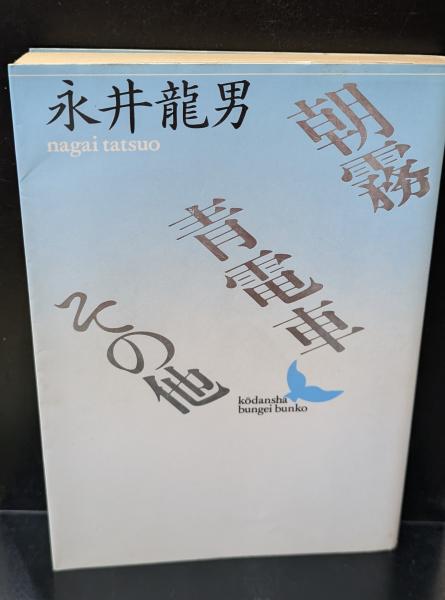 永井龍男
nagai tatsuo
朝霧
青電車
その他
kōdansha
bungei bunko